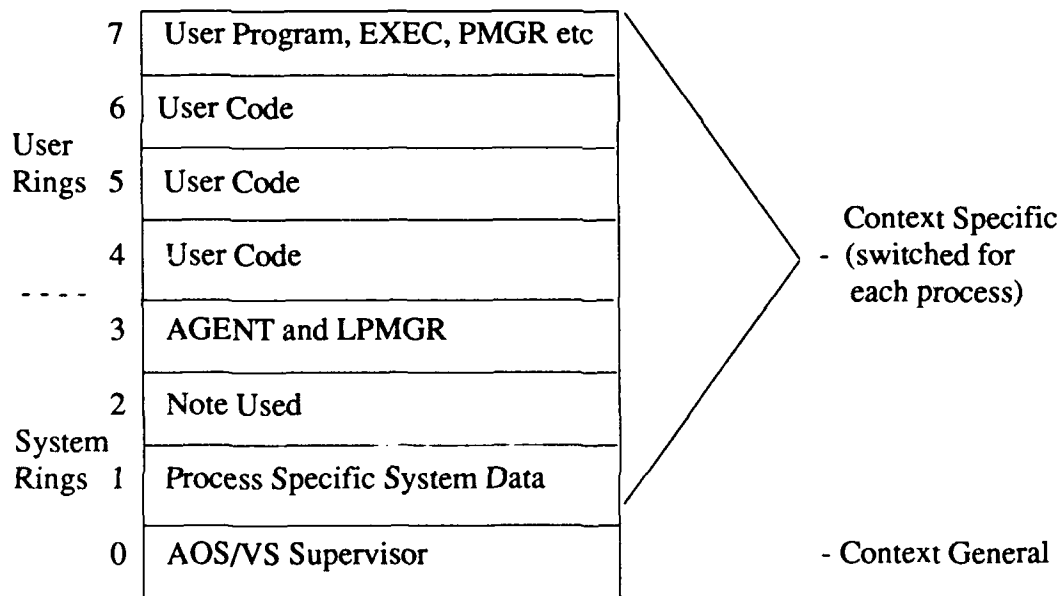 7 User Program, EXEC, PMGR etc
6 User Code
User
Rings 5 User Code
4 User Code
- - - -
3 AGENT and LPMGR
2 Note Used
System
Rings 1 Process Specific System Data
0 AOS/VS Supervisor
Context Specific
- (switched for
each process)
- Context General